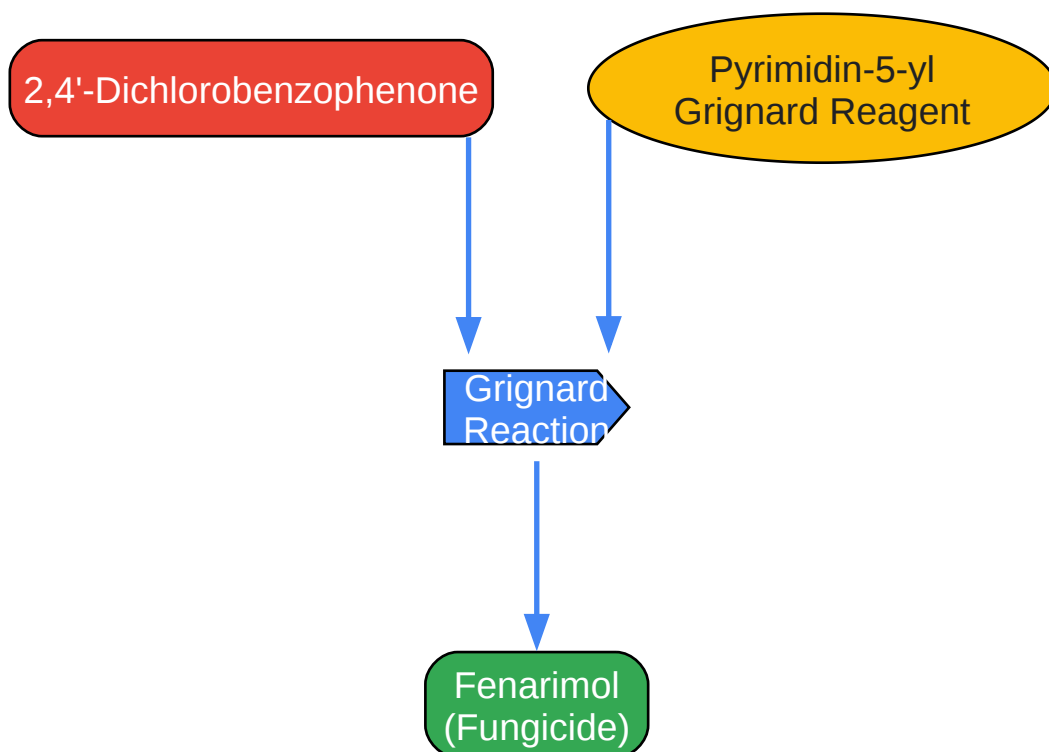 2,4'-Dichlorobenzophenone
Pyrimidin-5-yl
Grignard Reagent
Grignard
Reaction
Fenarimol
(Fungicide)